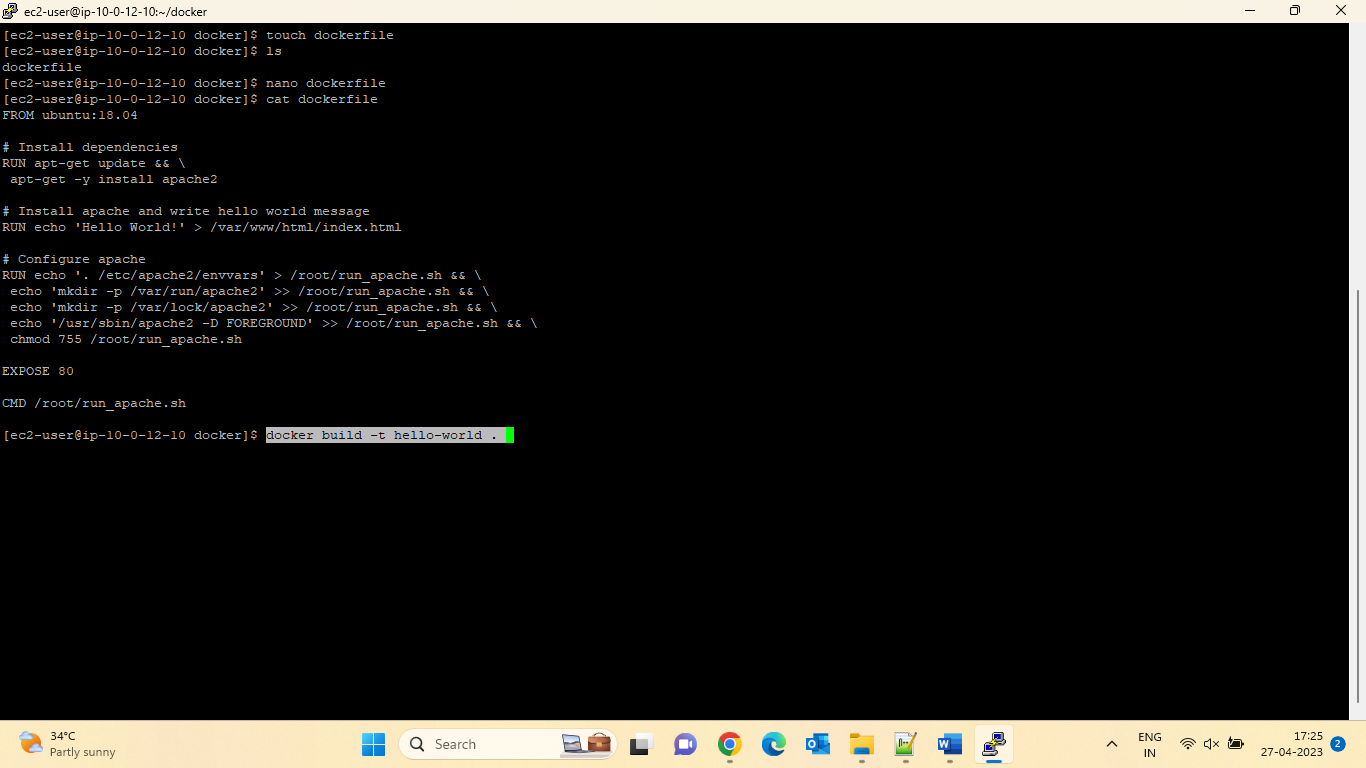 ec2-user@ip-10-0-12-10:~/docker
[ec2-user@ip-10-0-12-10 docker]$ touch dockerfile
[ec2-user@ip-10-0-12-10 docker]$ ls
dockerfile
[ec2-user@ip-10-0-12-10 docker]$ nano dockerfile
[ec2-user@ip-10-0-12-10 docker]$ cat dockerfile
FROM ubuntu:18.04
# Install dependencies
RUN apt-get update && \
 apt-get -y install apache2
# Install apache and write hello world message
RUN echo 'Hello World!' > /var/www/html/index.html
# Configure apache
RUN echo '. /etc/apache2/envvars' > /root/run_apache.sh && \
 echo 'mkdir -p /var/run/apache2' >> /root/run_apache.sh && \
 echo 'mkdir -p /var/lock/apache2' >> /root/run_apache.sh && \
 echo '/usr/sbin/apache2 -D FOREGROUND' >> /root/run_apache.sh && \
 chmod 755 /root/run_apache.sh
EXPOSE 80
CMD /root/run_apache.sh
[ec2-user@ip-10-0-12-10 docker]$ docker build -t hello-world .
34°C
Partly sunny
Search
ENG
IN
17:25
27-04-2023
2